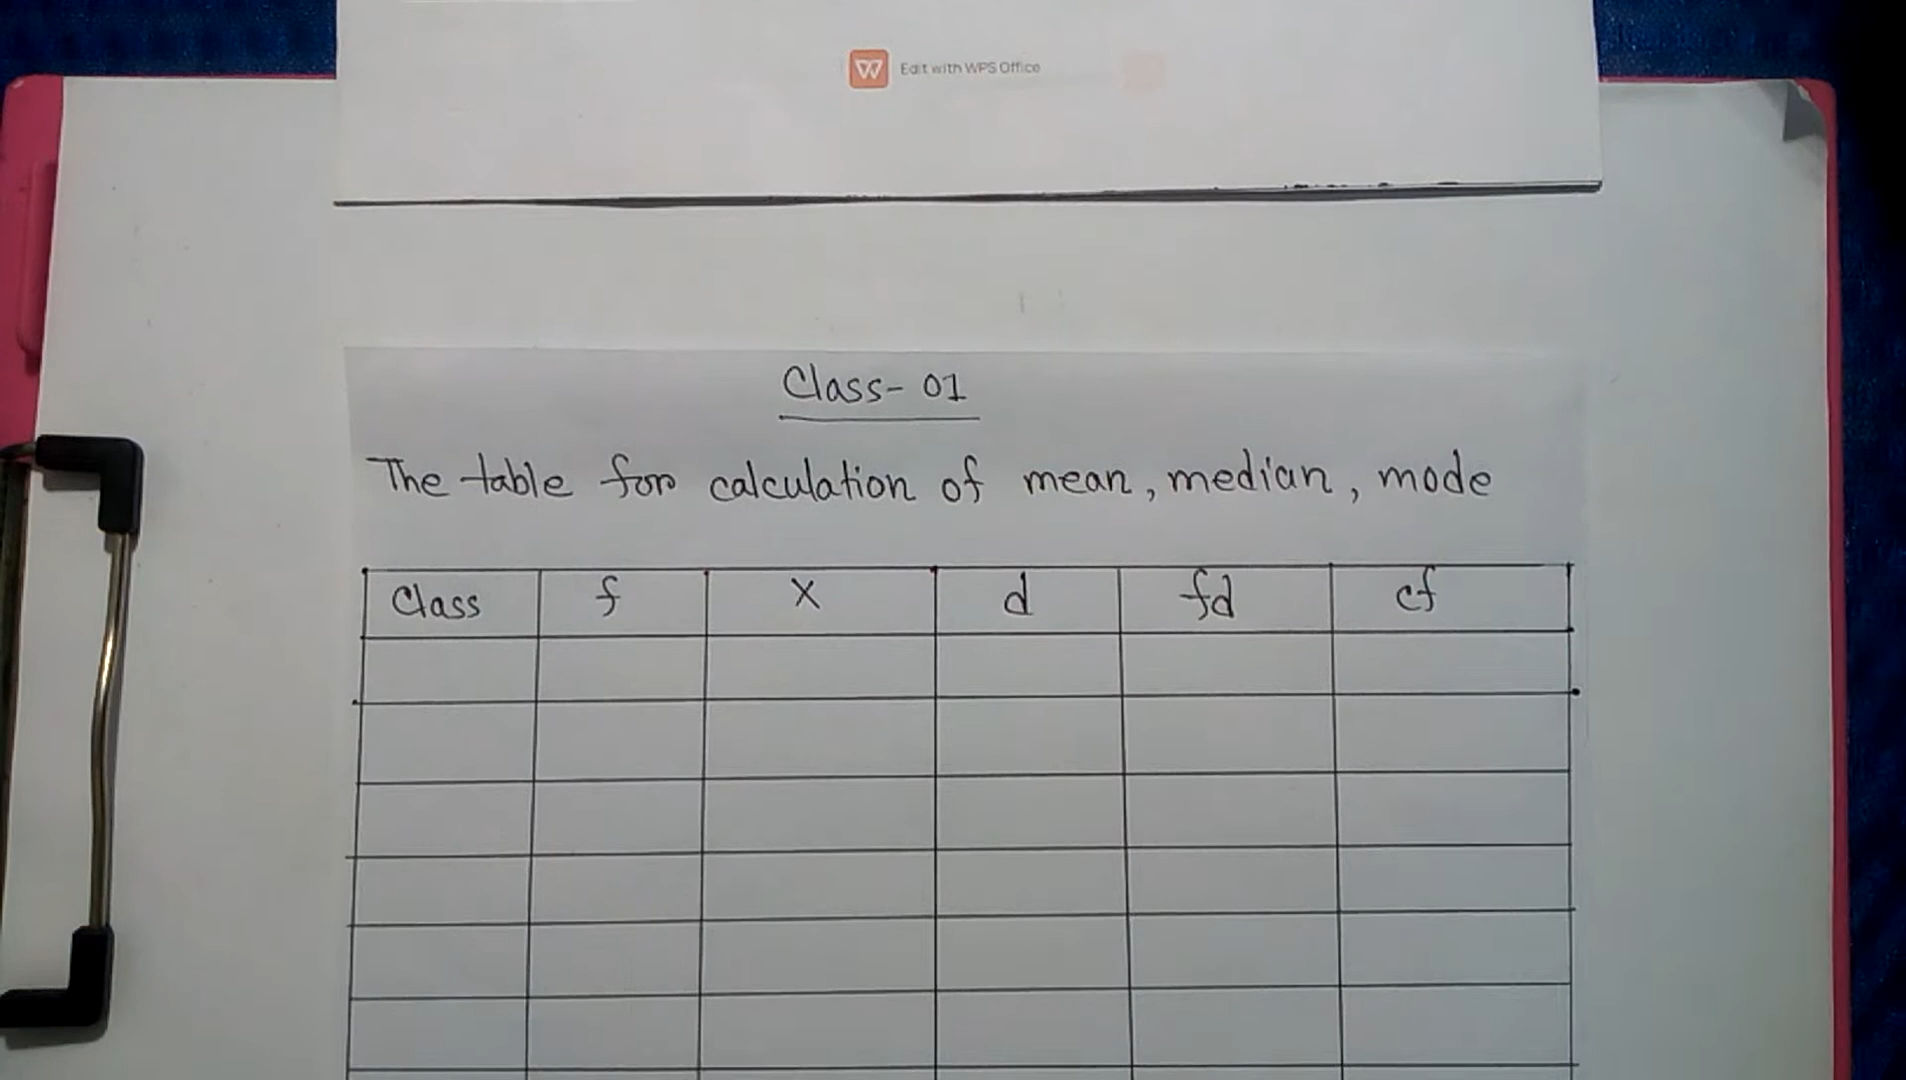 Edit with WPS Office
Class- 01
The table for calculation of mean, median, mode
Class f x d fd cf